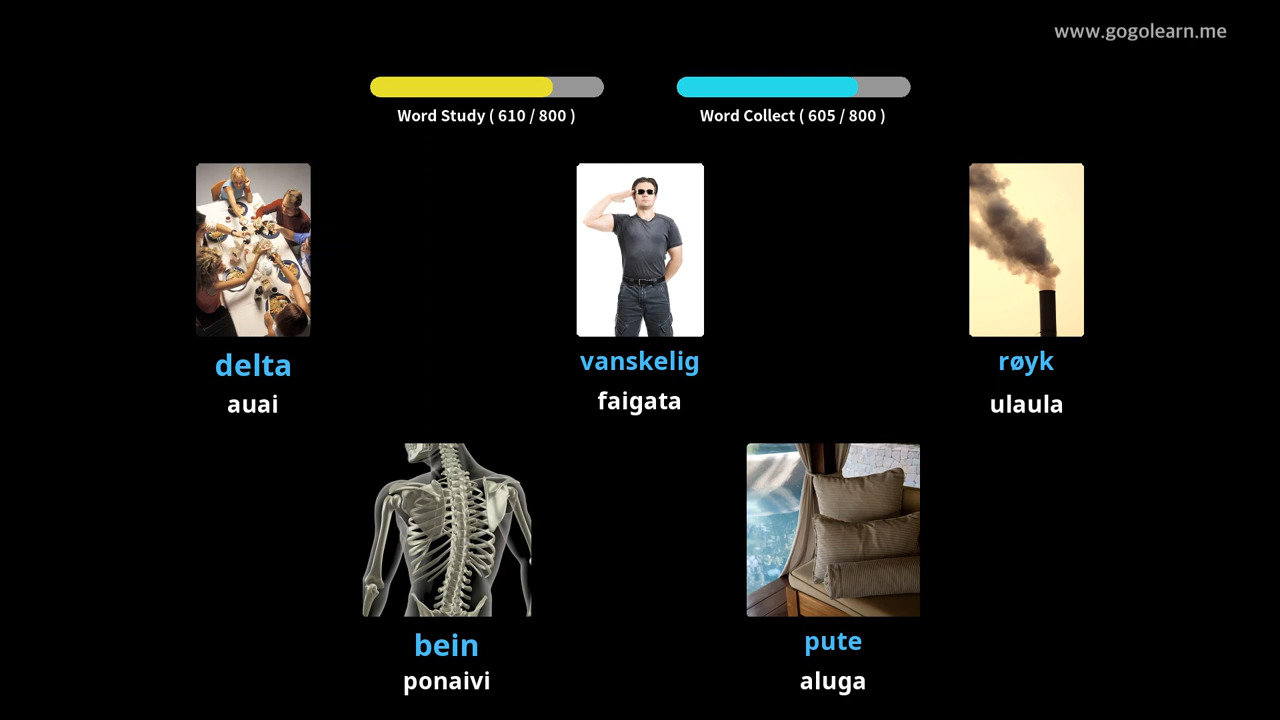 www.gogolearn.me
Word Study ( 610 / 800 )
Word Collect ( 605 / 800 )
delta
auai
vanskelig
faigata
røyk
ulaula
bein
ponaivi
pute
aluga